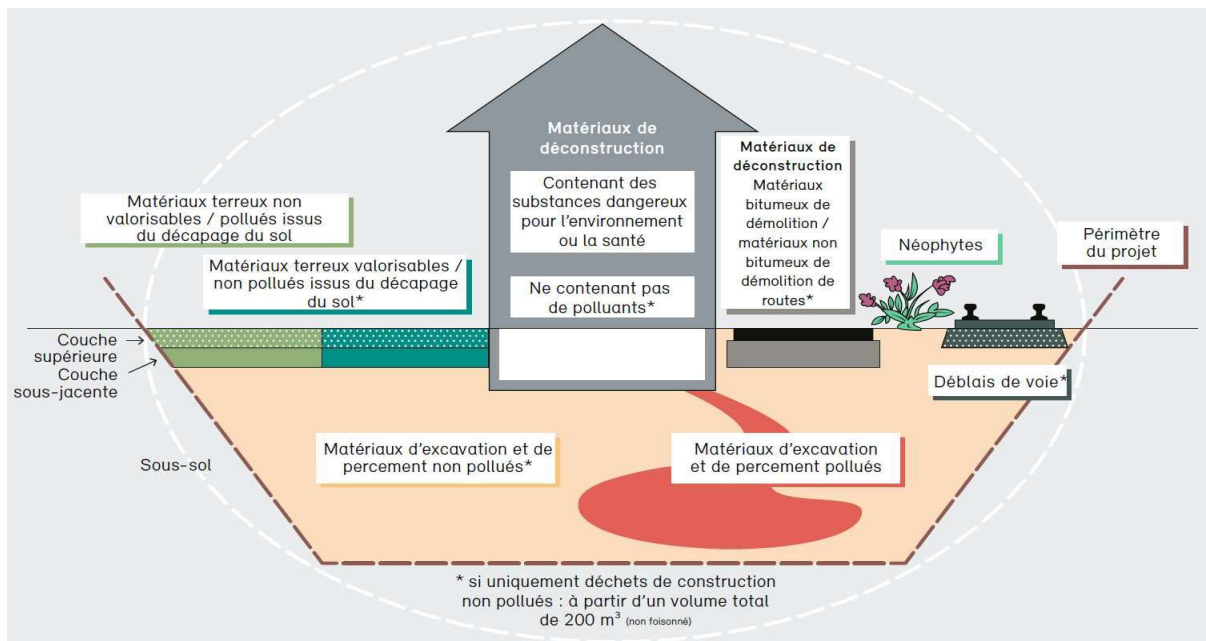 Matériaux de
déconstruction
Contenant des
substances dangereux
pour l'environnement
ou la santé
Ne contenant pas
de polluants*
Matériaux de
déconstruction
Matériaux
bitumeux de
démolition /
matériaux non
bitumeux de
démolition de
routes*
Matériaux terreux non
valorisables / pollués issus
du décapage du sol
Matériaux terreux valorisables /
non pollués issus du décapage
du sol*
Néophytes
Périmètre
du projet
Couche
supérieure
Couche
sous-jacente
Déblais de voie*
Sous-sol
Matériaux d'excavation et de
percement non pollués*
Matériaux d'excavation
et de percement pollués
* si uniquement déchets de construction
non pollués : à partir d'un volume total
de 200 m³ (non foisonné)